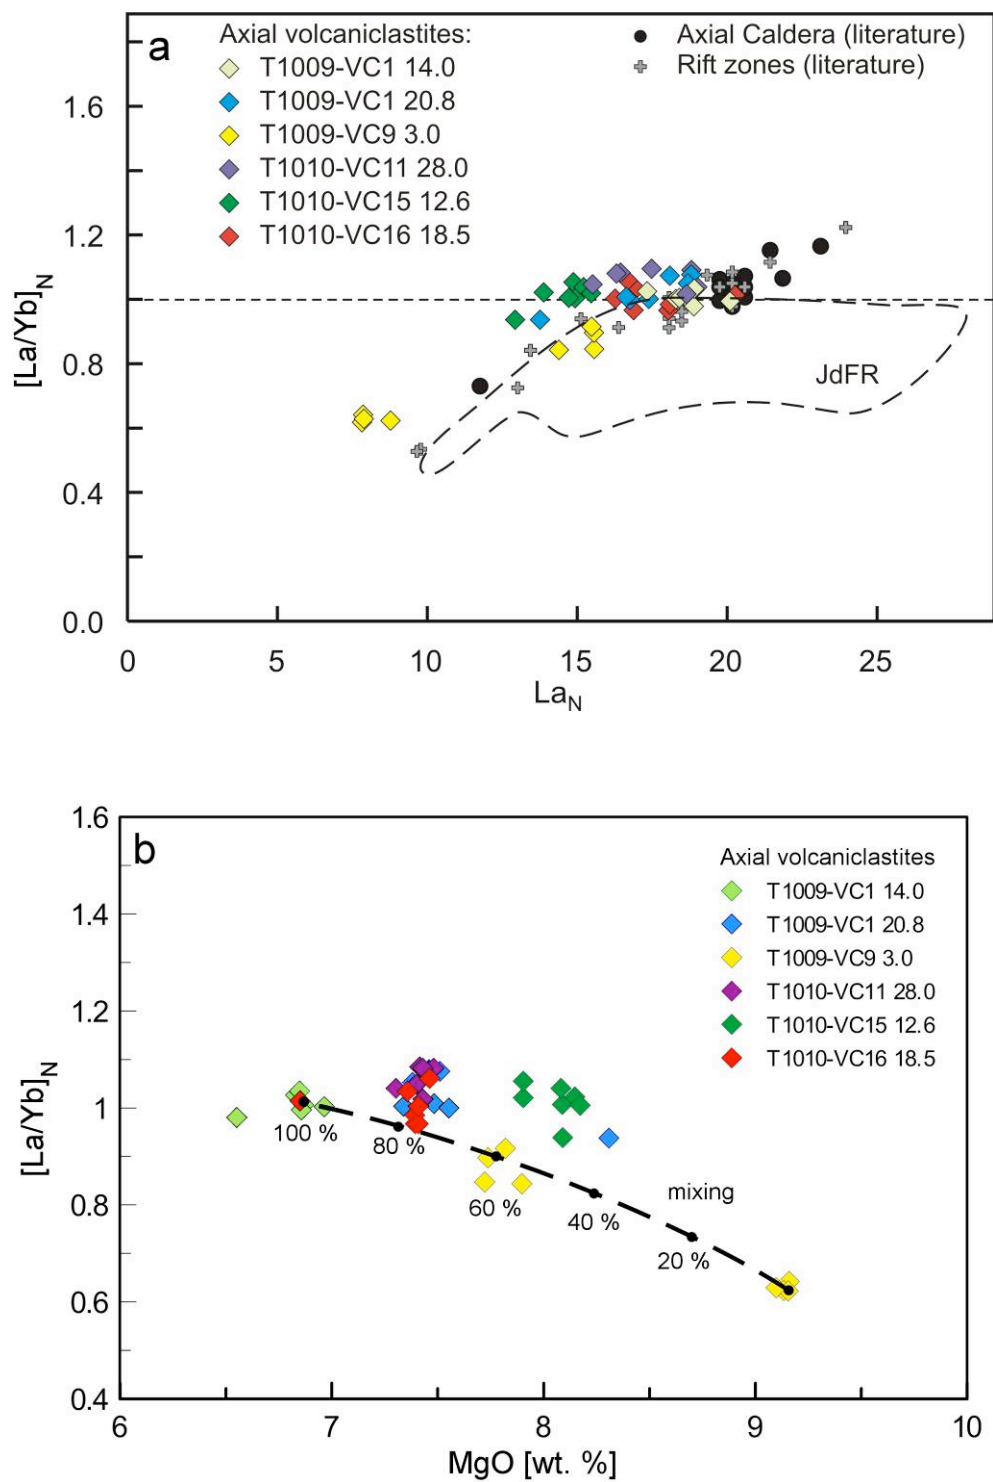 a
Axial volcaniclastites:
T1009-VC1 14.0
T1009-VC1 20.8
T1009-VC9 3.0
T1010-VC11 28.0
T1010-VC15 12.6
T1010-VC16 18.5
Axial Caldera (literature)
Rift zones (literature)
1.6
1.2
1.0
0.8
0.4
0.0
[La/Yb]N
JdFR
0 5 10 15 20 25
LaN
b
Axial volcaniclastites
T1009-VC1 14.0
T1009-VC1 20.8
T1009-VC9 3.0
T1010-VC11 28.0
T1010-VC15 12.6
T1010-VC16 18.5
1.6
1.4
1.2
1
0.8
0.6
0.4
[La/Yb]N
100 %
80 %
60 %
40 %
20 %
mixing
6 7 8 9 10
MgO [wt. %]